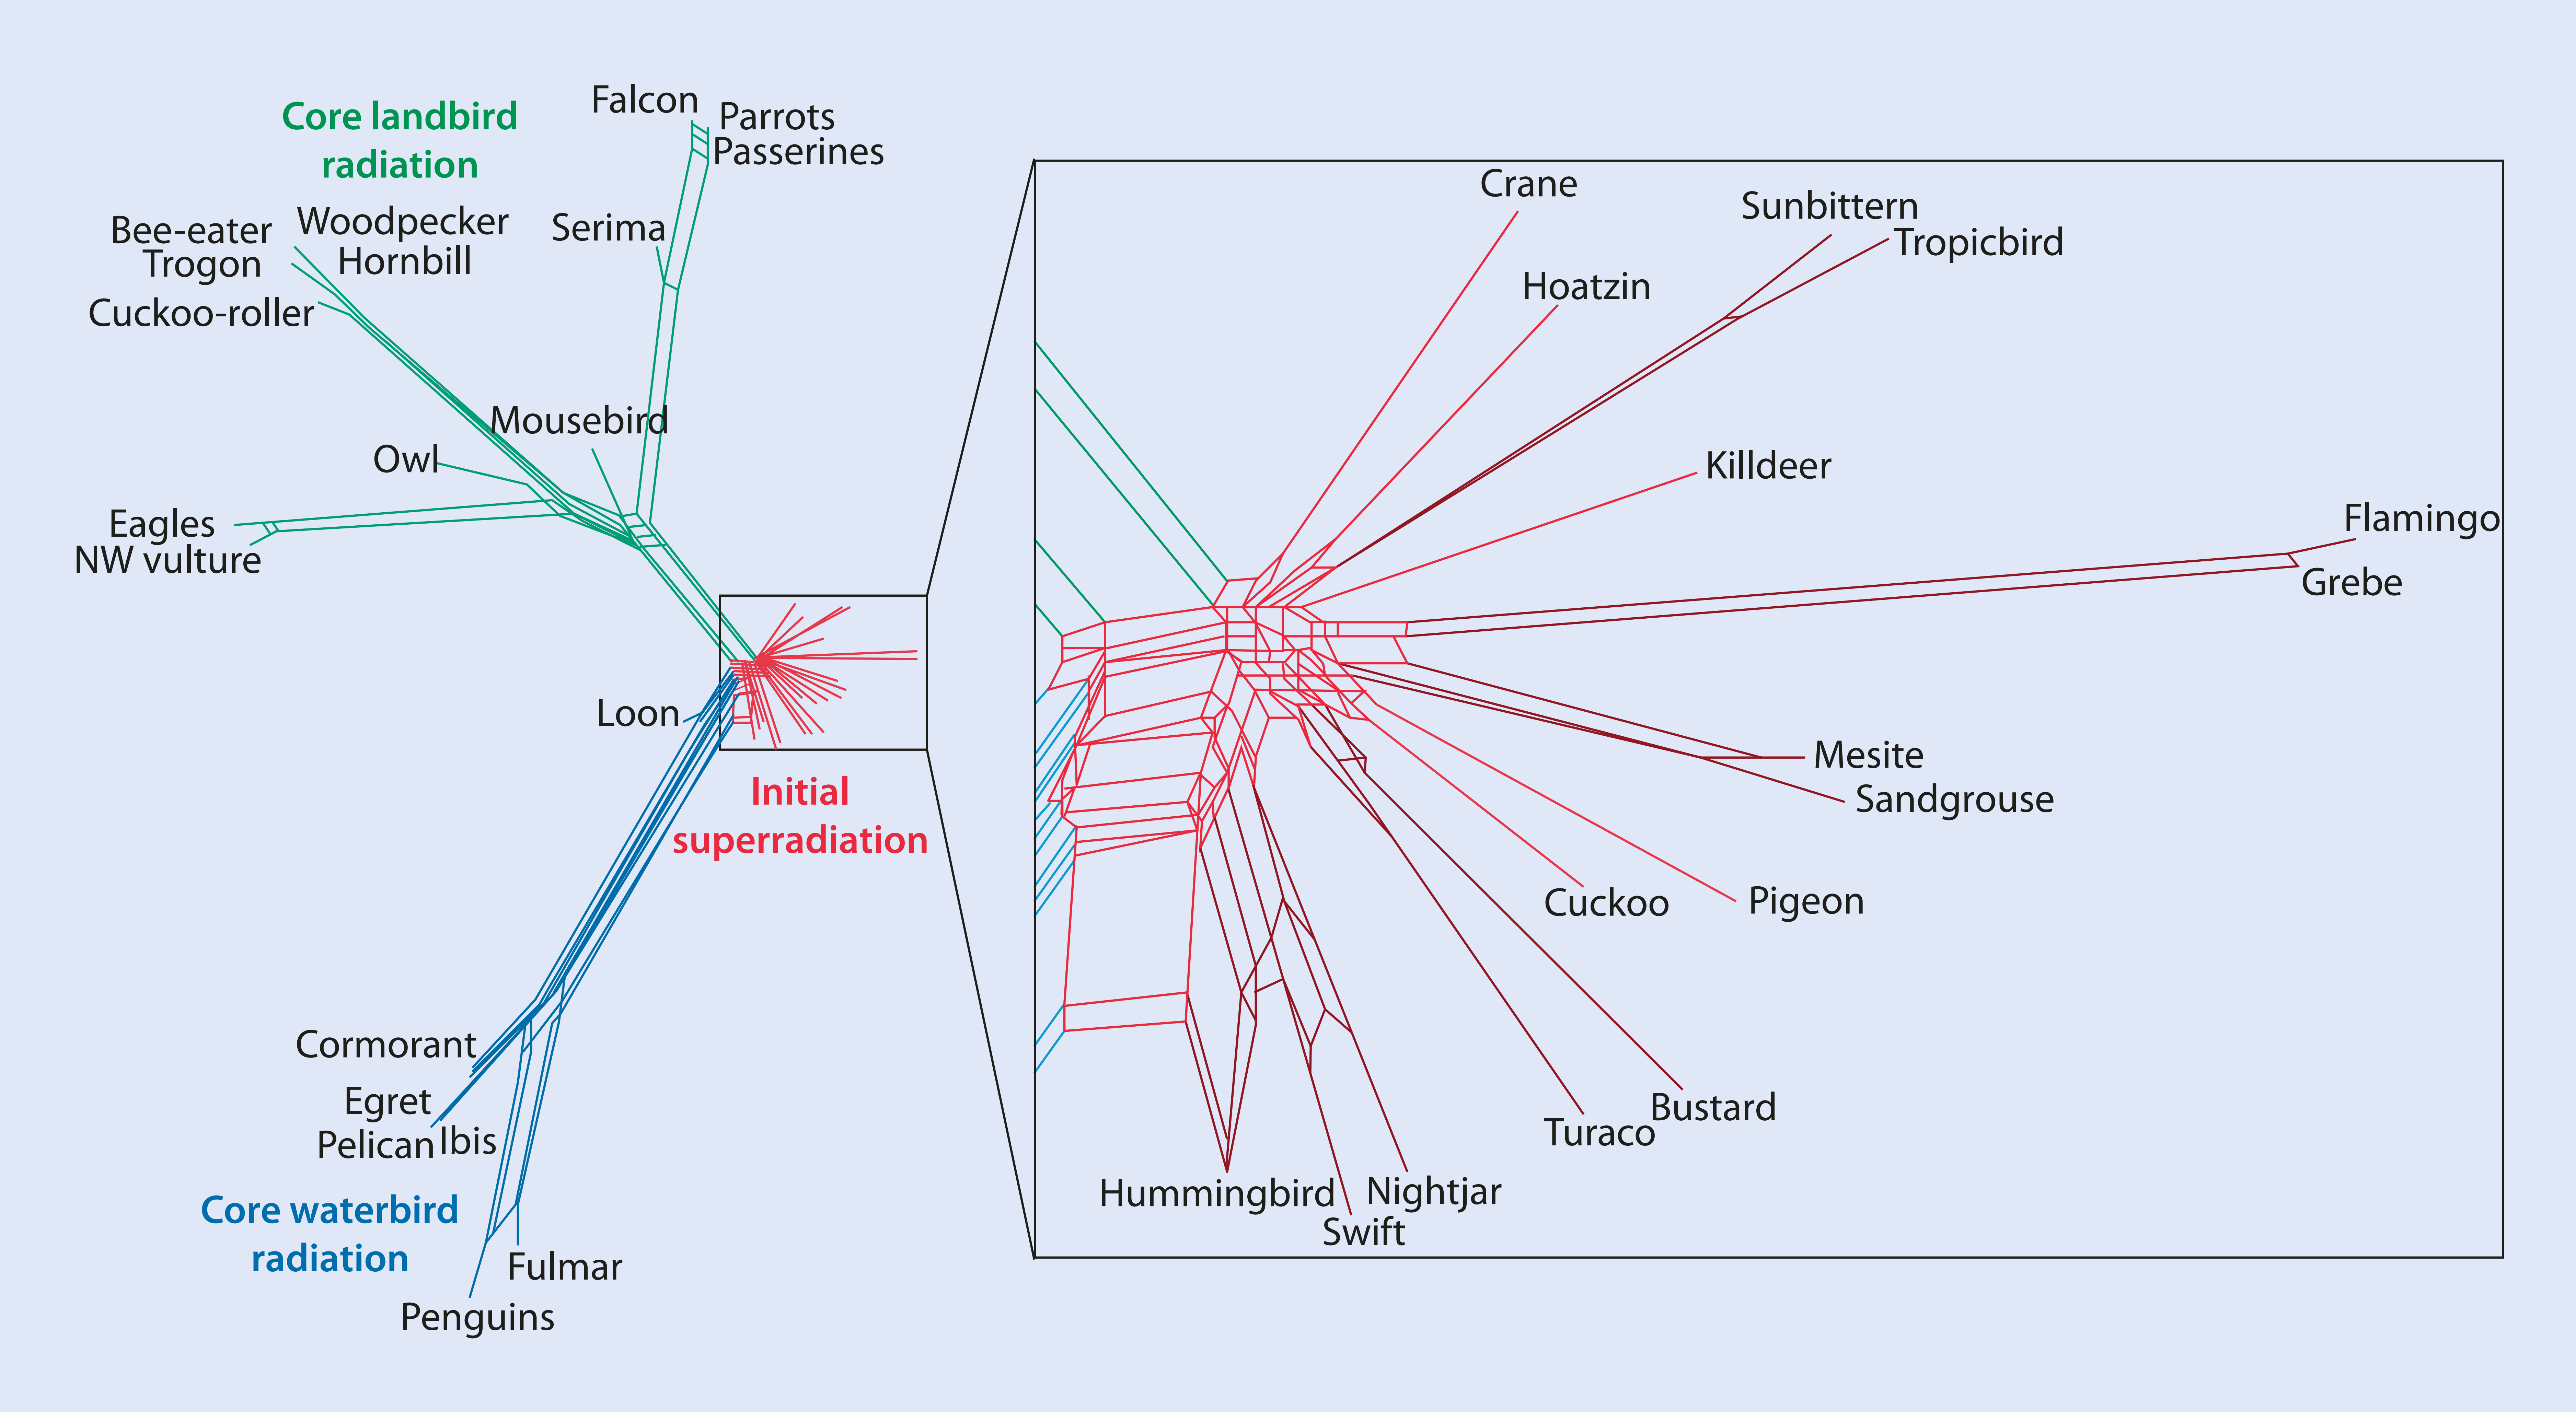 Core landbird
radiation
Falcon
Parrots
Passerines
Bee-eater
Woodpecker
Trogon
Hornbill
Serima
Cuckoo-roller
Mousebird
Owl
Eagles
NW vulture
Loon
Initial
superradiation
Cormorant
Egret
Pelican
Ibis
Core waterbird
radiation
Fulmar
Penguins
Crane
Sunbittern
Tropicbird
Hoatzin
Killdeer
Flamingo
Grebe
Mesite
Sandgrouse
Cuckoo
Pigeon
Bustard
Turaco
Hummingbird
Nightjar
Swift